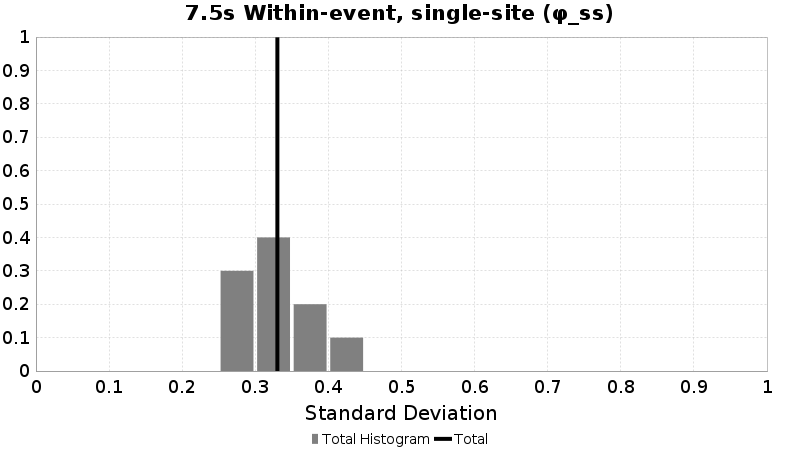 7.5s Within-event, single-site (φ_ss)
1
0.9
0.8
0.7
0.6
0.5
0.4
0.3
0.2
0.1
0
0 0.1 0.2 0.3 0.4 0.5 0.6 0.7 0.8 0.9 1
Standard Deviation
Total Histogram Total